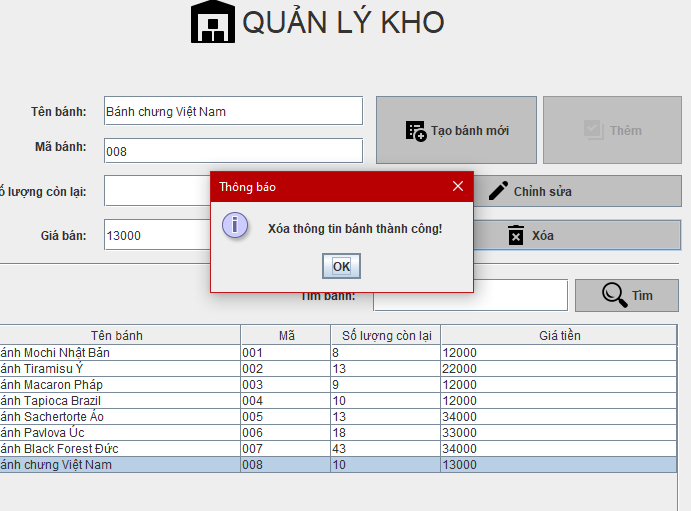 QUẢN LÝ KHO
Tên bánh: Bánh chưng Việt Nam Tạo bánh mới Thêm
Mã bánh: 008
ố lượng còn lại: Chỉnh sửa
Giá bán: 13000 Xóa
Thông báo
Xóa thông tin bánh thành công!
OK
Tìm bánh: Tìm
Tên bánh Mã Số lượng còn lại Giá tiền
ánh Mochi Nhật Bản 001 8 12000
ánh Tiramisu Ý 002 13 22000
ánh Macaron Pháp 003 9 12000
ánh Tapioca Brazil 004 10 12000
ánh Sachertorte Áo 005 13 34000
ánh Pavlova Úc 006 18 33000
ánh Black Forest Đức 007 43 34000
ánh chưng Việt Nam 008 10 13000